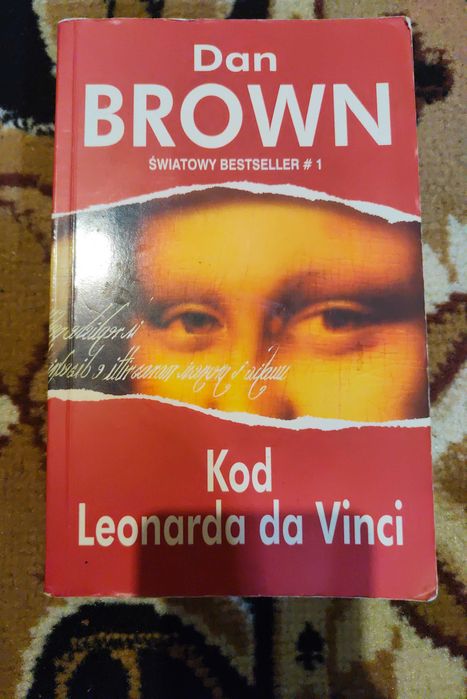 Dan
BROWN
ŚWIATOWY BESTSELLER # 1
Kod
Leonarda da Vinci